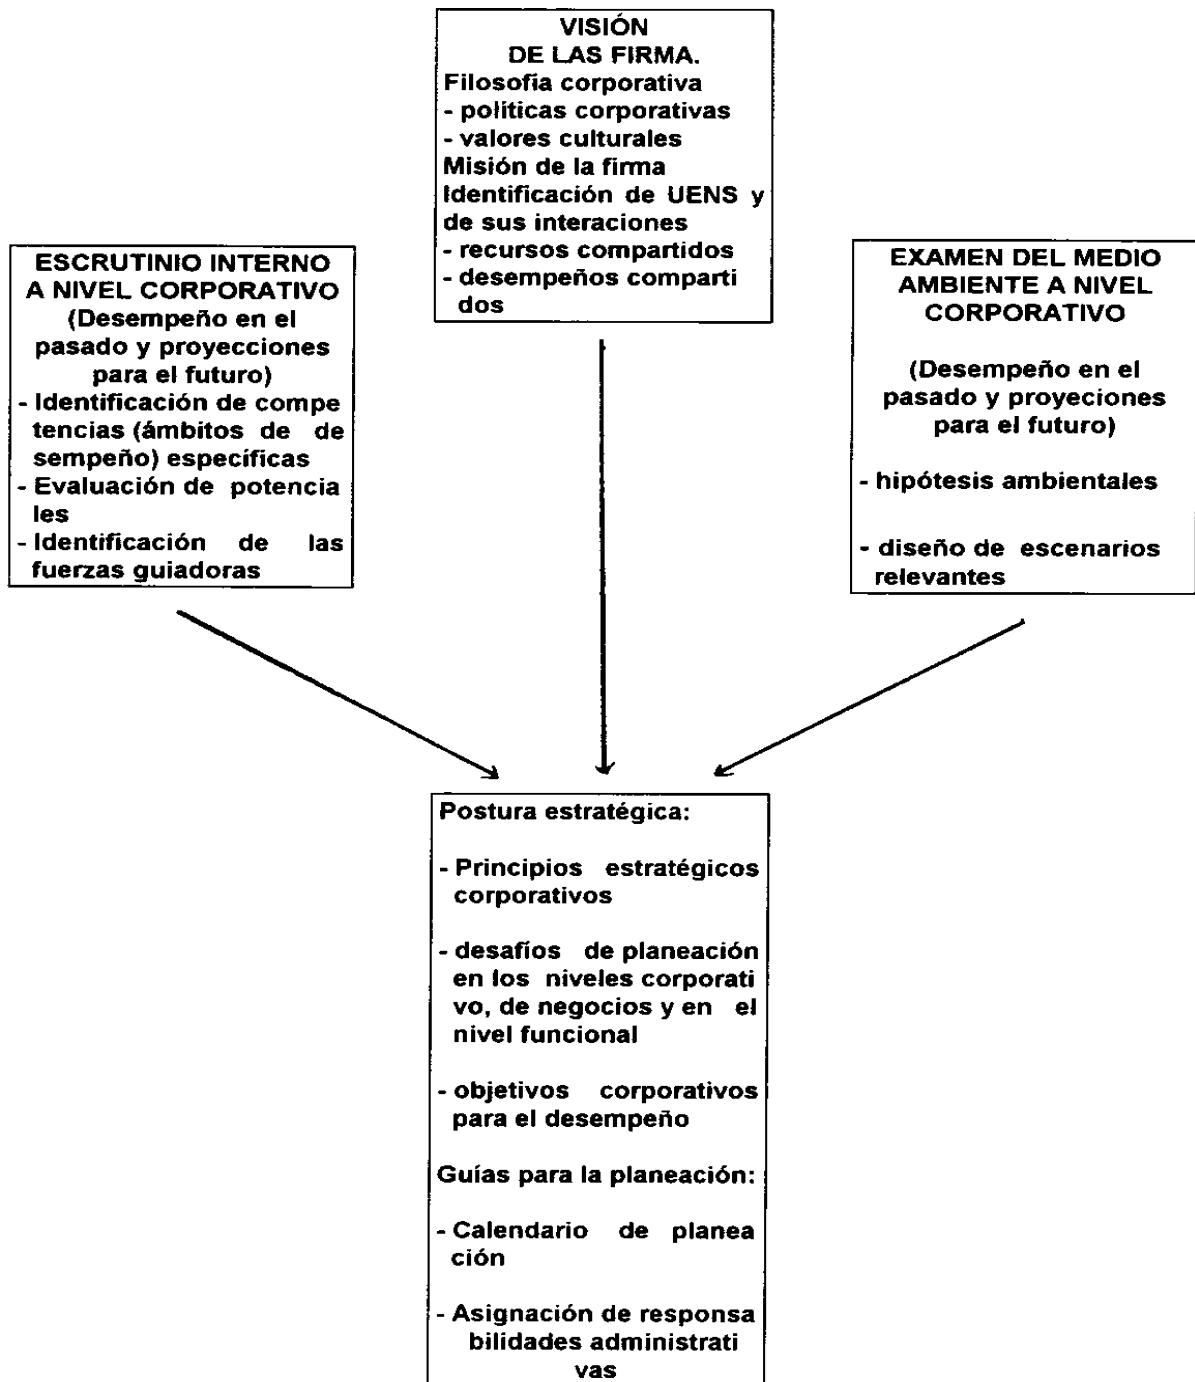 VISIÓN
DE LAS FIRMA.
Filosofía corporativa
- políticas corporativas
- valores culturales
Misión de la firma
Identificación de UENS y
de sus interaciones
- recursos compartidos
- desempeños comparti
dos
ESCRUTINIO INTERNO
A NIVEL CORPORATIVO
(Desempeño en el
pasado y proyecciones
para el futuro)
- Identificación de compe
tencias (ámbitos de de
sempeño) específicas
- Evaluación de potencia
les
- Identificación de las
fuerzas guiadoras
EXAMEN DEL MEDIO
AMBIENTE A NIVEL
CORPORATIVO
(Desempeño en el
pasado y proyeciones
para el futuro)
- hipótesis ambientales
- diseño de escenarios
relevantes
Postura estratégica:
- Principios estratégicos
corporativos
- desafíos de planeación
en los niveles corporati
vo, de negocios y en el
nivel funcional
- objetivos corporativos
para el desempeño
Guías para la planeación:
- Calendario de planea
ción
- Asignación de responsa
bilidades administrati
vas